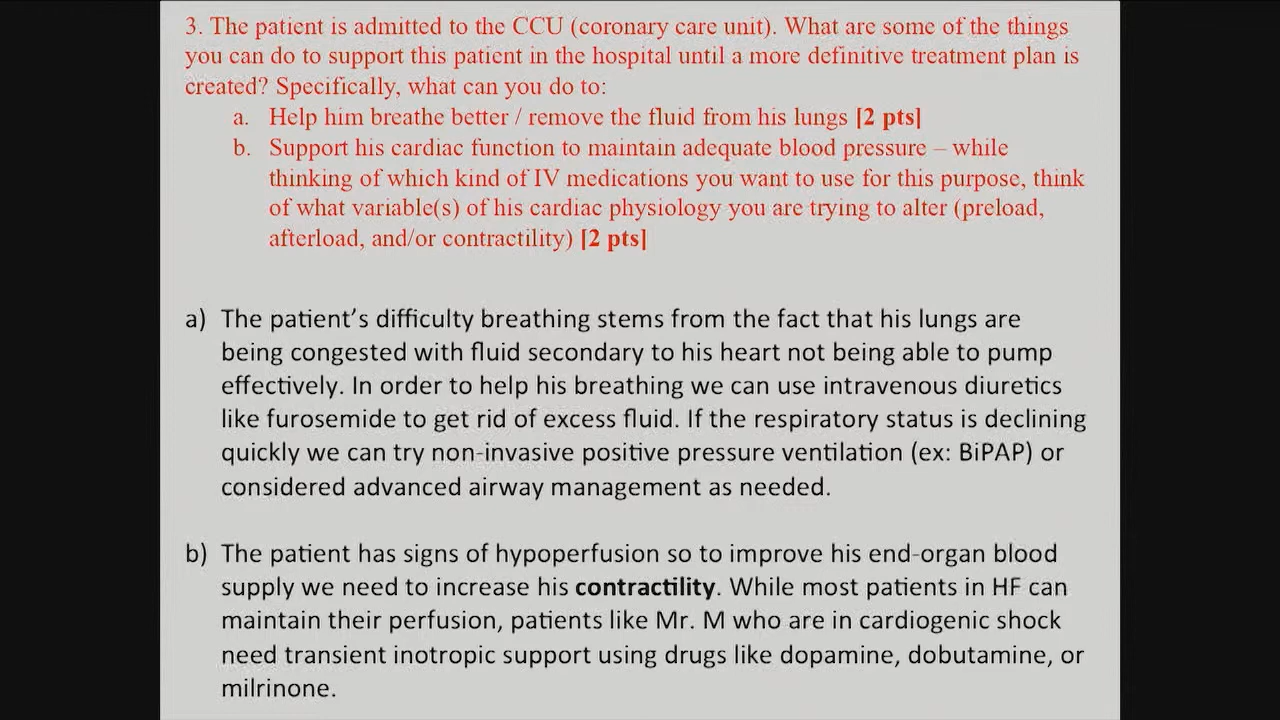 3. The patient is admitted to the CCU (coronary care unit). What are some of the things
you can do to support this patient in the hospital until a more definitive treatment plan is
created? Specifically, what can you do to:
a. Help him breathe better / remove the fluid from his lungs [2 pts]
b. Support his cardiac function to maintain adequate blood pressure – while
thinking of which kind of IV medications you want to use for this purpose, think
of what variable(s) of his cardiac physiology you are trying to alter (preload,
afterload, and/or contractility) [2 pts]
a) The patient’s difficulty breathing stems from the fact that his lungs are
being congested with fluid secondary to his heart not being able to pump
effectively. In order to help his breathing we can use intravenous diuretics
like furosemide to get rid of excess fluid. If the respiratory status is declining
quickly we can try non-invasive positive pressure ventilation (ex: BiPAP) or
considered advanced airway management as needed.
b) The patient has signs of hypoperfusion so to improve his end-organ blood
supply we need to increase his contractility. While most patients in HF can
maintain their perfusion, patients like Mr. M who are in cardiogenic shock
need transient inotropic support using drugs like dopamine, dobutamine, or
milrinone.